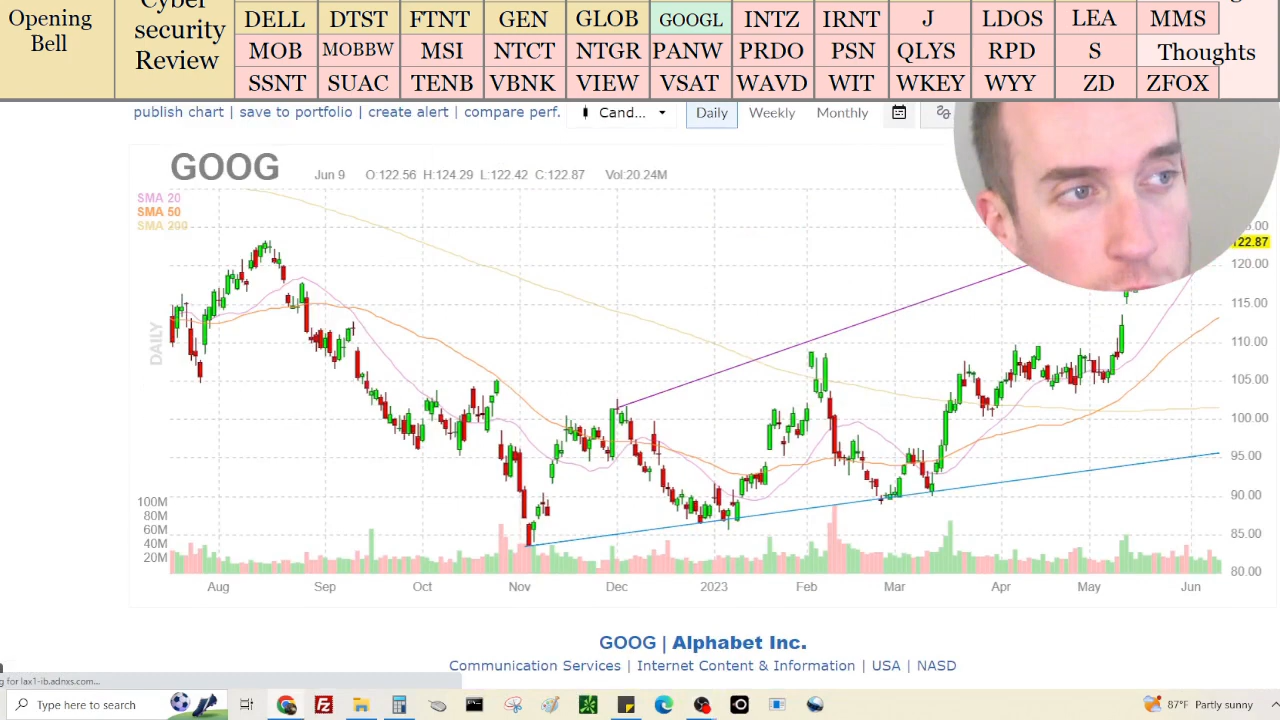 Opening
Bell
Cyber
security
Review
DELL DTST FTNT GEN GLOB GOOGL INTZ IRNT J LDOS LEA MMS
MOB MOBBW MSI NTCT NTGR PANW PRDO PSN QLYS RPD S Thoughts
SSNT SUAC TENB VBNK VIEW VSAT WAVD WIT WKEY WYY ZD ZFOX
publish chart | save to portfolio | create alert | compare perf. Cand... Daily Weekly Monthly
GOOG Jun 9 O:122.56 H:124.29 L:122.42 C:122.87 Vol:20.24M
SMA 20
SMA 50
SMA 200
DAILY
122.87
120.00
115.00
110.00
105.00
100.00
95.00
90.00
85.00
80.00
100M
80M
60M
40M
20M
Aug Sep Oct Nov Dec 2023 Feb Mar Apr May Jun
GOOG | Alphabet Inc.
Communication Services | Internet Content & Information | USA | NASD
g for lax1-ib.adnxs.com...
Type here to search 87°F Partly sunny